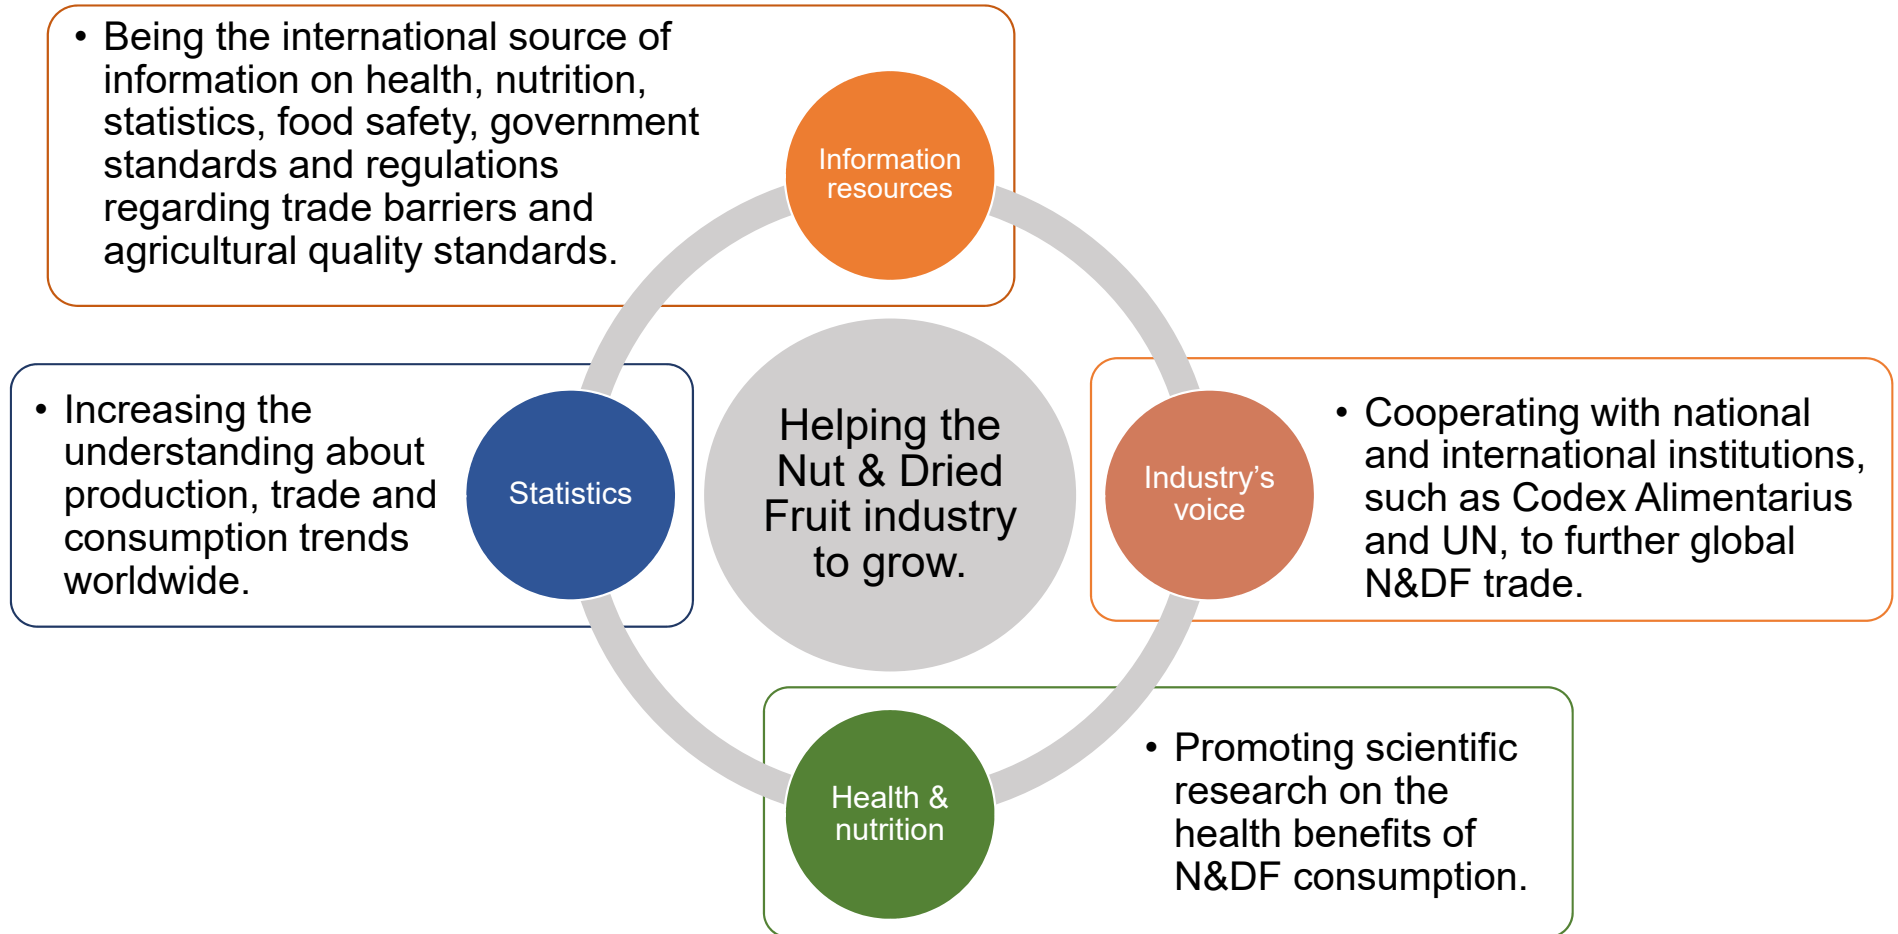 • Being the international source of
information on health, nutrition,
statistics, food safety, government
standards and regulations
regarding trade barriers and
agricultural quality standards.
Information
resources
• Increasing the
understanding about
production, trade and
consumption trends
worldwide.
Statistics
Helping the
Nut & Dried
Fruit industry
to grow.
Industry’s
voice
• Cooperating with national
and international institutions,
such as Codex Alimentarius
and UN, to further global
N&DF trade.
Health &
nutrition
• Promoting scientific
research on the
health benefits of
N&DF consumption.